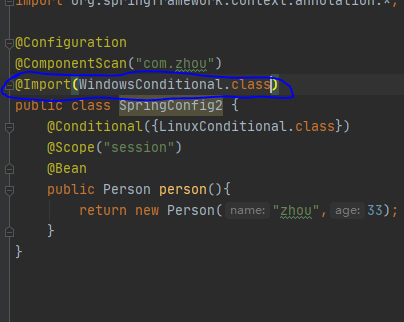 import org.springframework.context.annotation.*;
@Configuration
@ComponentScan("com.zhou")
@Import(WindowsConditional.class)
public class SpringConfig2 {
@Conditional({LinuxConditional.class})
@Scope("session")
@Bean
public Person person(){
return new Person( name: "zhou", age: 33);
}
}